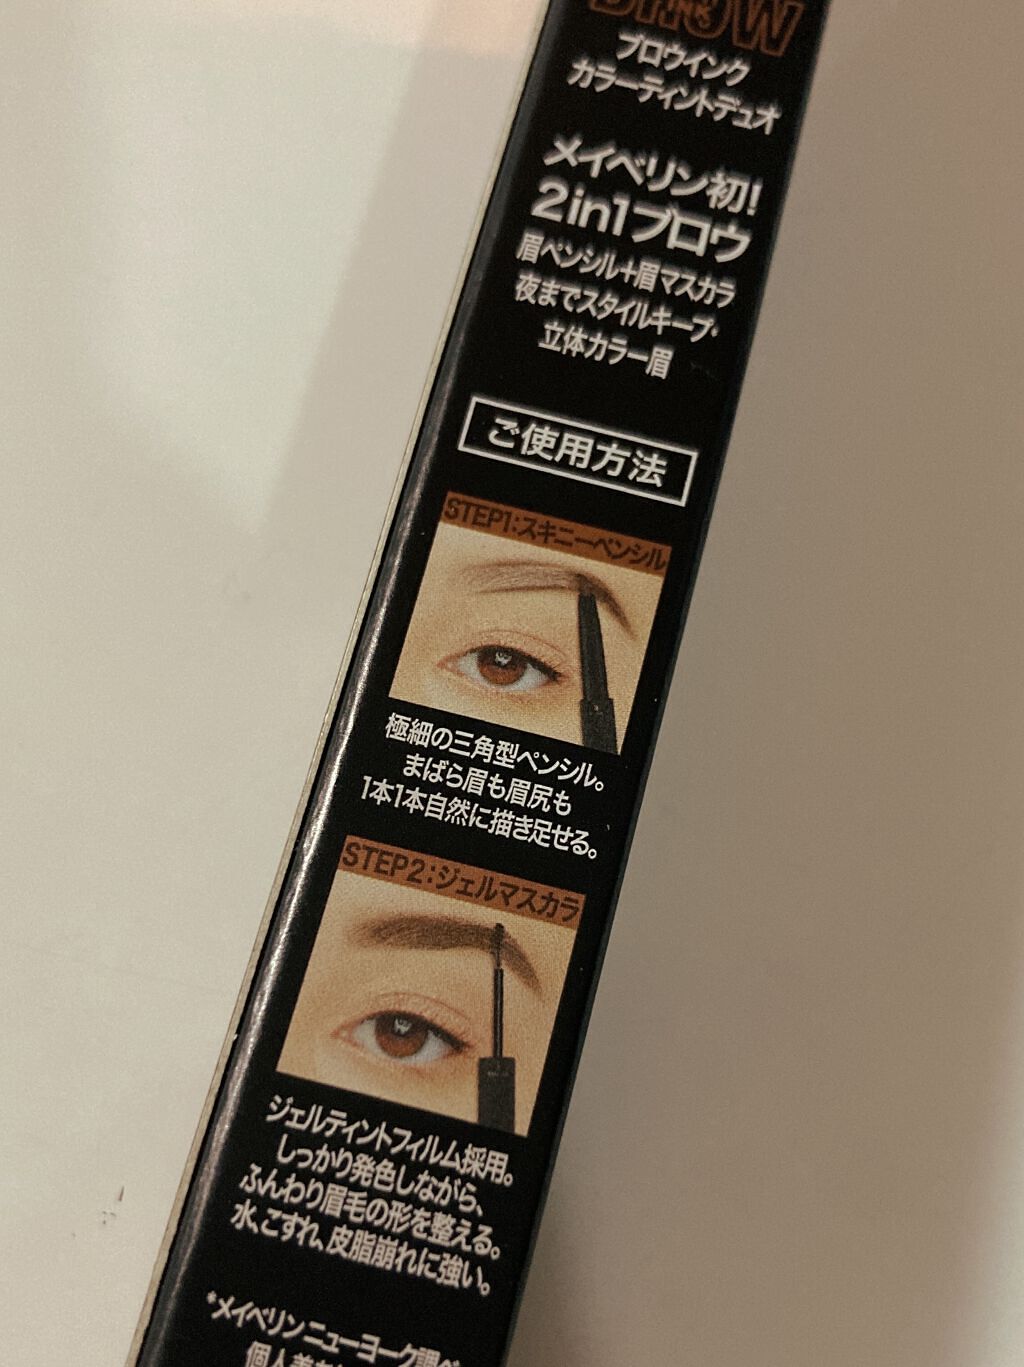 BROW
INK
ブロウインク
カラーティントデュオ
メイベリン初!
2in1ブロウ
眉ペンシル+眉マスカラ
夜までスタイルキープ*
立体カラー眉
ご使用方法
STEP1:スキニーペンシル
極細の三角型ペンシル。
まばら眉も眉尻も
1本1本自然に描き足せる。
STEP2:ジェルマスカラ
ジェルティントフィルム採用。
しっかり発色しながら、
ふんわり眉毛の形を整える。
水、こすれ、皮脂崩れに強い。
*メイベリン ニューヨーク調べ
個人差